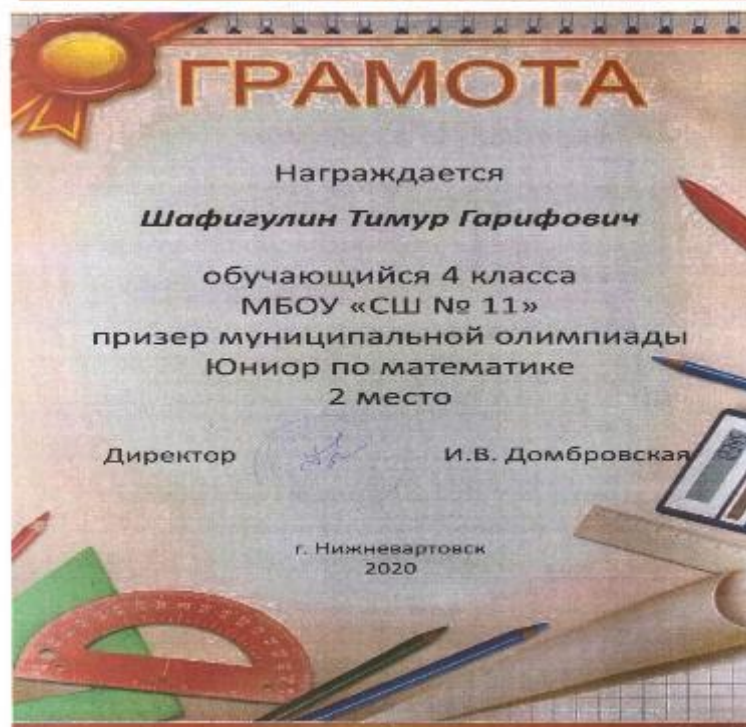 ГРАМОТА
Награждается
Шафигулин Тимур Гарифович
обучающийся 4 класса
МБОУ «СШ № 11»
призер муниципальной олимпиады
Юниор по математике
2 место
Директор И.В. Домбровская
г. Нижневартовск
2020